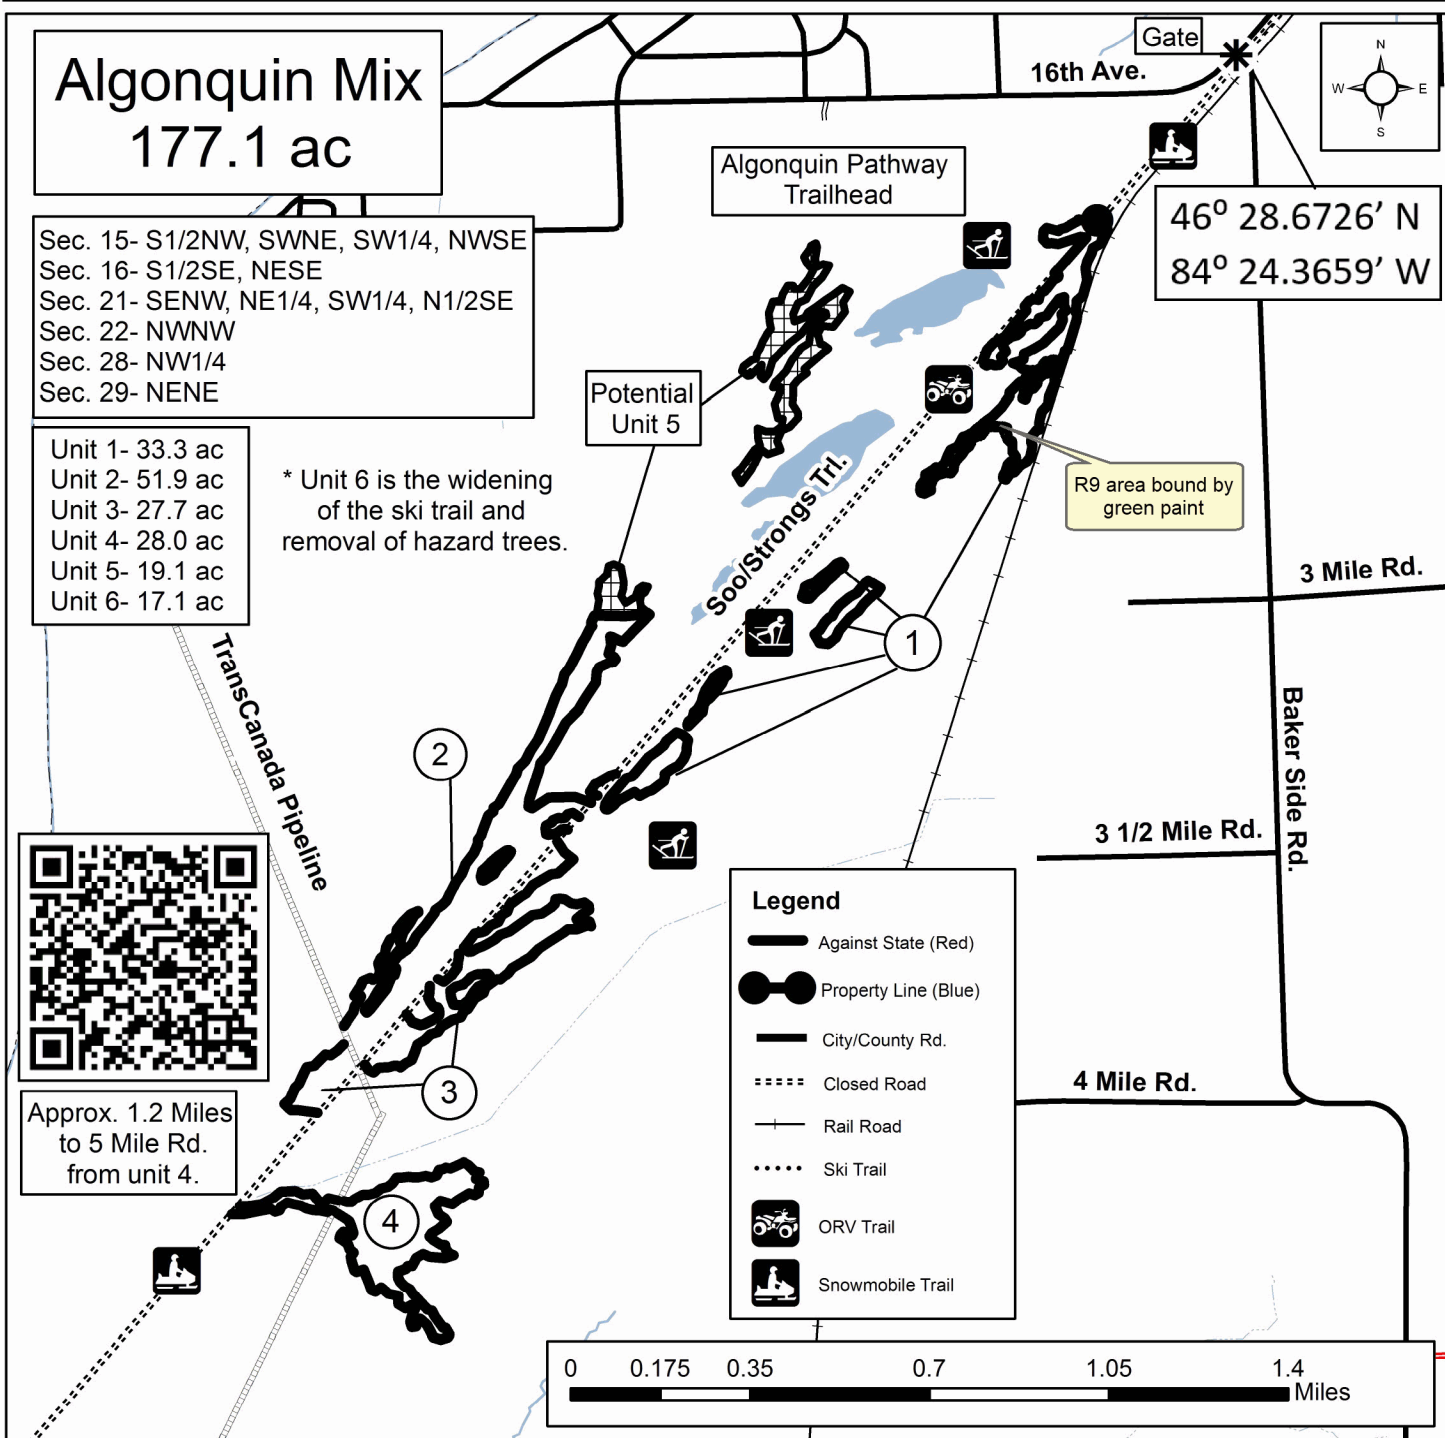 Algonquin Mix
177.1 ac
Gate
16th Ave.
N
W
E
S
Algonquin Pathway
Trailhead
46º 28.6726’ N
84º 24.3659’ W
Sec. 15- S1/2NW, SWNE, SW1/4, NWSE
Sec. 16- S1/2SE, NESE
Sec. 21- SENW, NE1/4, SW1/4, N1/2SE
Sec. 22- NWNW
Sec. 28- NW1/4
Sec. 29- NENE
Potential
Unit 5
Unit 1- 33.3 ac
Unit 2- 51.9 ac
Unit 3- 27.7 ac
Unit 4- 28.0 ac
Unit 5- 19.1 ac
Unit 6- 17.1 ac
* Unit 6 is the widening
of the ski trail and
removal of hazard trees.
R9 area bound by
green paint
Soo/Strongs Trl.
3 Mile Rd.
1
TransCanada Pipeline
2
Baker Side Rd.
3 1/2 Mile Rd.
Legend
Against State (Red)
Property Line (Blue)
City/County Rd.
Closed Road
Rail Road
Ski Trail
ORV Trail
Snowmobile Trail
4 Mile Rd.
3
Approx. 1.2 Miles
to 5 Mile Rd.
from unit 4.
4
0 0.175 0.35 0.7 1.05 1.4
Miles